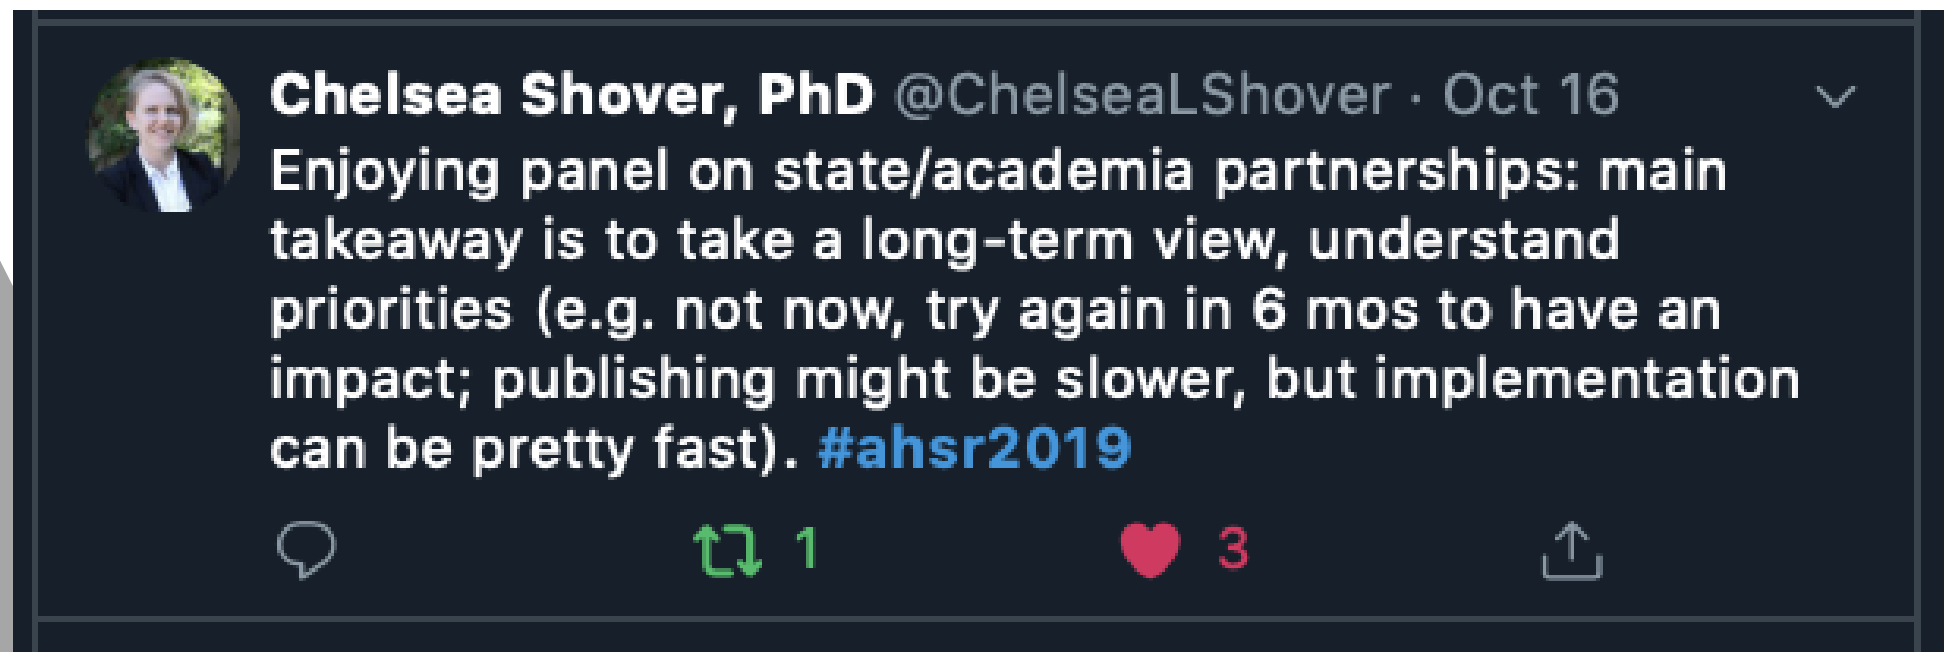 Chelsea Shover, PhD @ChelseaLShover · Oct 16
Enjoying panel on state/academia partnerships: main
takeaway is to take a long-term view, understand
priorities (e.g. not now, try again in 6 mos to have an
impact; publishing might be slower, but implementation
can be pretty fast). #ahsr2019
1 3